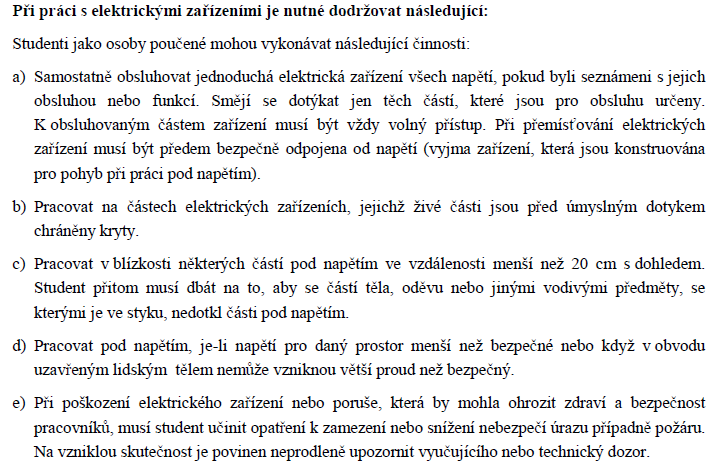 Při práci s elektrickými zařízeními je nutné dodržovat následující:
Studenti jako osoby poučené mohou vykonávat následující činnosti:
a) Samostatně obsluhovat jednoduchá elektrická zařízení všech napětí, pokud byli seznámeni s jejich
obsluhou nebo funkcí. Smějí se dotýkat jen těch částí, které jsou pro obsluhu určeny.
K obsluhovaným částem zařízení musí být vždy volný přístup. Při přemísťování elektrických
zařízení musí být předem bezpečně odpojena od napětí (vyjma zařízení, která jsou konstruována
pro pohyb při práci pod napětím).
b) Pracovat na částech elektrických zařízeních, jejichž živé části jsou před úmyslným dotykem
chráněny kryty.
c) Pracovat v blízkosti některých částí pod napětím ve vzdálenosti menší než 20 cm s dohledem.
Student přitom musí dbát na to, aby se částí těla, oděvu nebo jinými vodivými předměty, se
kterými je ve styku, nedotkl části pod napětím.
d) Pracovat pod napětím, je-li napětí pro daný prostor menší než bezpečné nebo když v obvodu
uzavřeným lidským tělem nemůže vzniknou větší proud než bezpečný.
e) Při poškození elektrického zařízení nebo poruše, která by mohla ohrozit zdraví a bezpečnost
pracovníků, musí student učinit opatření k zamezení nebo snížení nebezpečí úrazu případně požáru.
Na vzniklou skutečnost je povinen neprodleně upozornit vyučujícího nebo technický dozor.